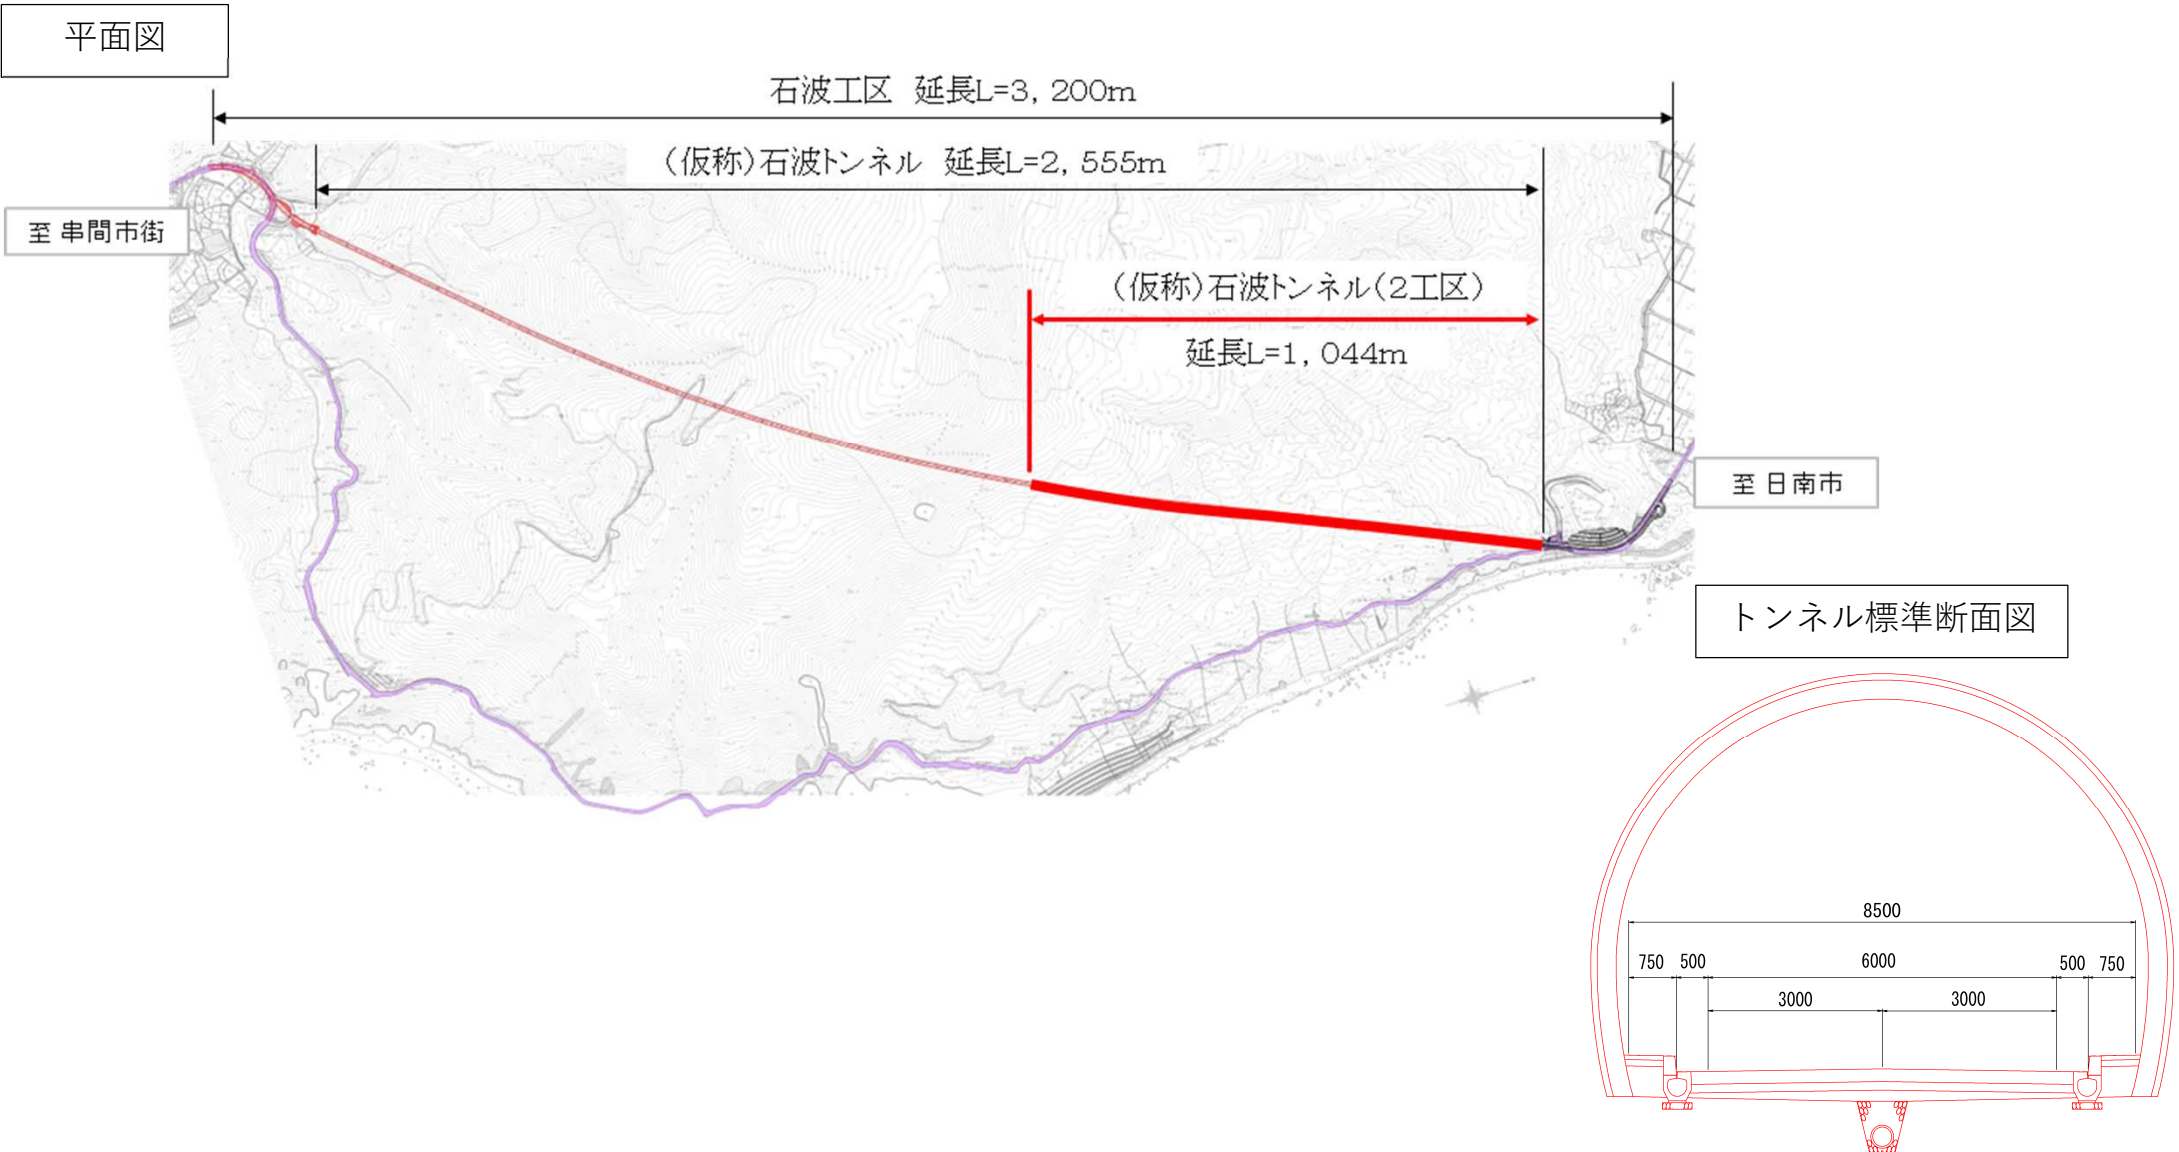 平面図
石波工区 延長L=3, 200m
(仮称)石波トンネル 延長L=2, 555m
至 串間市街
(仮称)石波トンネル(2工区)
延長L=1, 044m
至 日南市
トンネル標準断面図
8500
750 500 6000 500 750
3000 3000